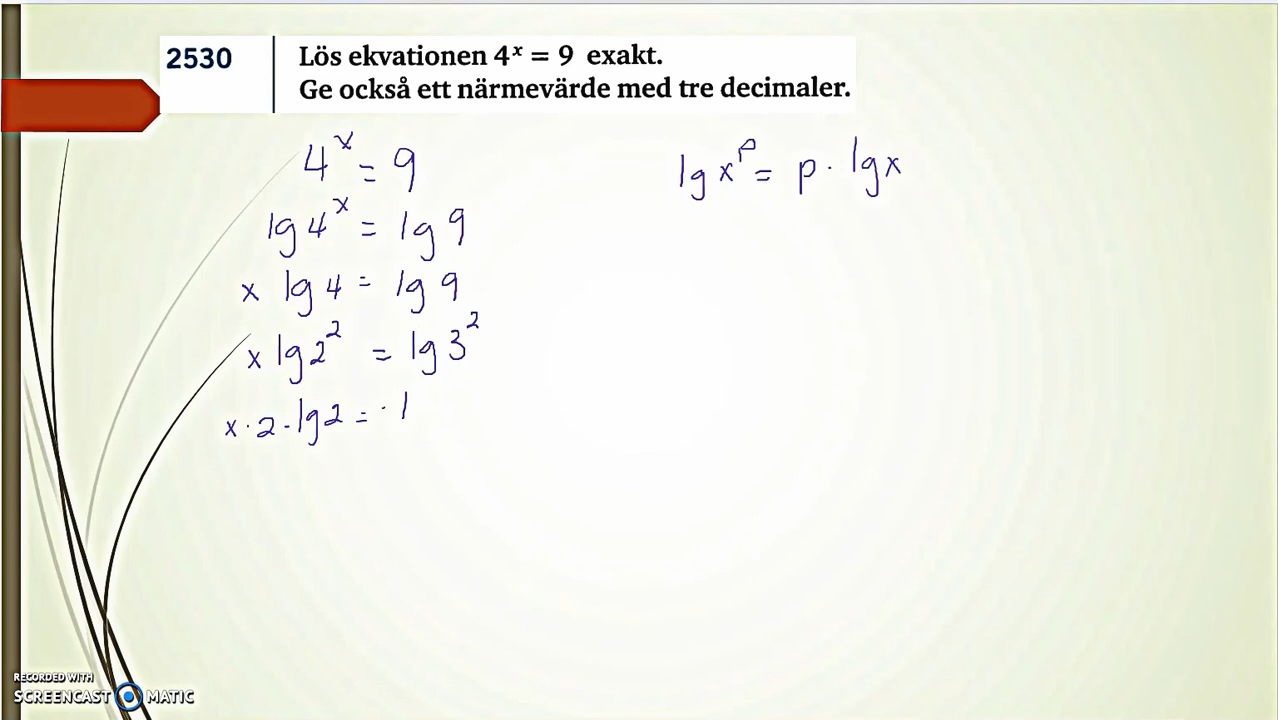 2530
Lös ekvationen 4ˣ = 9 exakt.
Ge också ett närmevärde med tre decimaler.
4ˣ = 9
lg 4ˣ = lg 9
x lg 4 = lg 9
x lg 2² = lg 3²
x · 2 · lg 2 =
lg xᵖ = p · lg x
RECORDED WITH
SCREENCAST MATIC